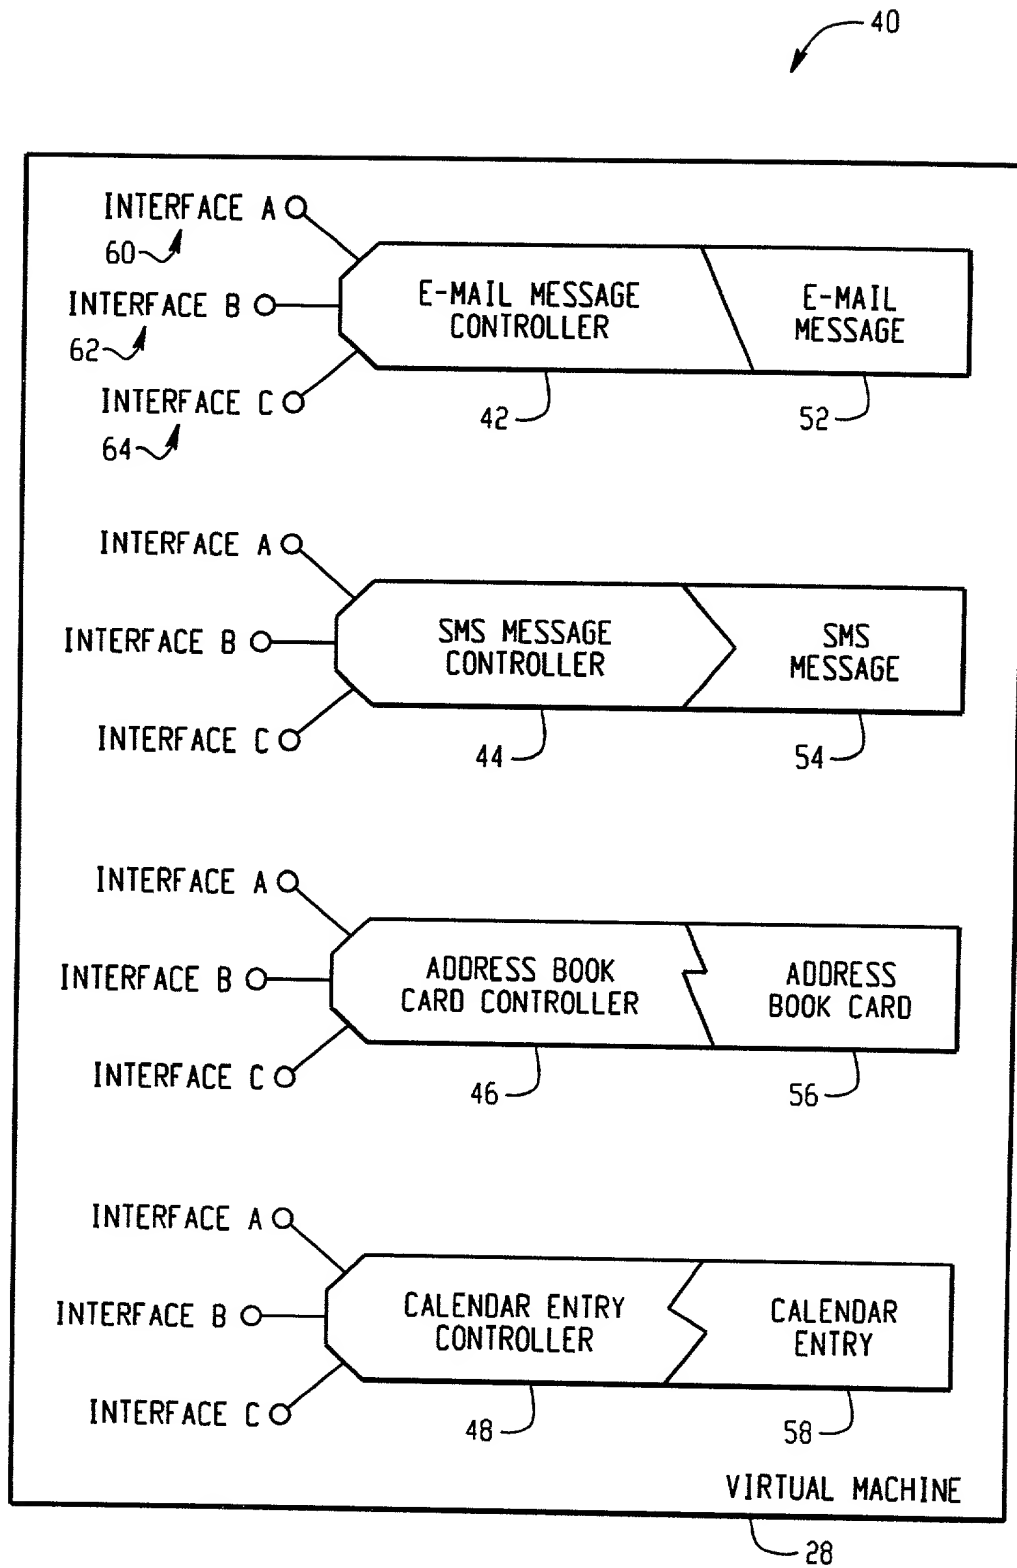 40
INTERFACE A
60
INTERFACE B
62
INTERFACE C
64
E-MAIL MESSAGE
CONTROLLER
E-MAIL
MESSAGE
42
52
INTERFACE A
INTERFACE B
INTERFACE C
SMS MESSAGE
CONTROLLER
SMS
MESSAGE
44
54
INTERFACE A
INTERFACE B
INTERFACE C
ADDRESS BOOK
CARD CONTROLLER
ADDRESS
BOOK CARD
46
56
INTERFACE A
INTERFACE B
INTERFACE C
CALENDAR ENTRY
CONTROLLER
CALENDAR
ENTRY
48
58
VIRTUAL MACHINE
28